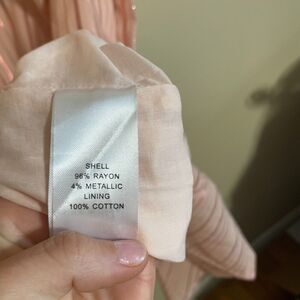 SHELL
96% RAYON
4% METALLIC
LINING
100% COTTON